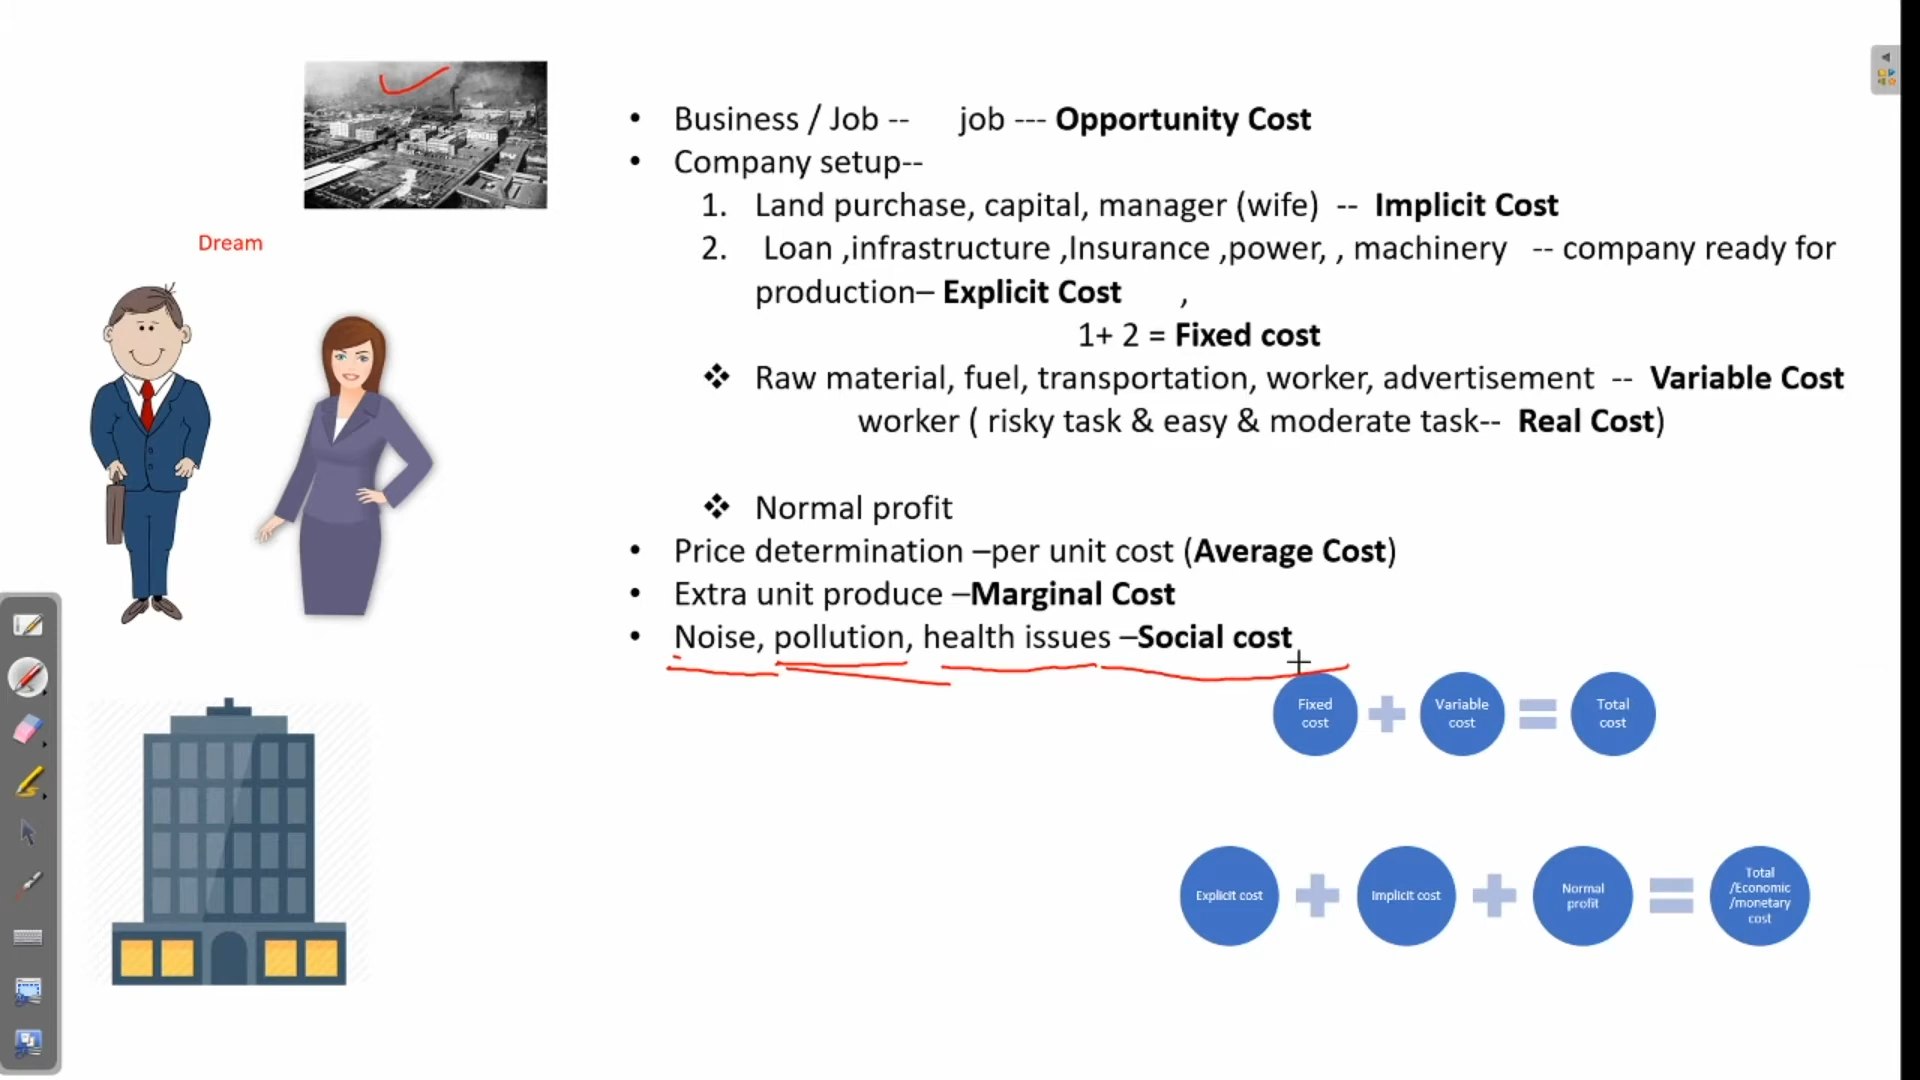 • Business / Job -- job --- Opportunity Cost
• Company setup--
1. Land purchase, capital, manager (wife) -- Implicit Cost
Dream
2. Loan ,infrastructure ,Insurance ,power, , machinery -- company ready for
production– Explicit Cost ,
1+ 2 = Fixed cost
❖ Raw material, fuel, transportation, worker, advertisement -- Variable Cost
worker ( risky task & easy & moderate task-- Real Cost)
❖ Normal profit
• Price determination –per unit cost (Average Cost)
• Extra unit produce –Marginal Cost
• Noise, pollution, health issues –Social cost
Fixed
cost
Variable
cost
Total
cost
Explicit cost
Implicit cost
Normal
profit
Total
/Economic
/monetary
cost